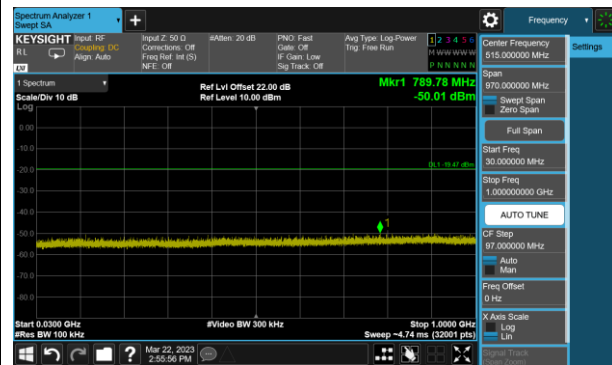 Spectrum Analyzer 1
Swept SA
Frequency
KEYSIGHT
Input: RF
Input Z: 50 Ω
#Atten: 20 dB
PNO: Fast
Avg Type: Log-Power
1 2 3 4 5 6
RL
Coupling: DC
Corrections: Off
Gate: Off
Trig: Free Run
M W W W W W
Align: Auto
Freq Ref: Int (S)
IF Gain: Low
P N N N N N
NFE: Off
Sig Track: Off
LXI
1 Spectrum
Ref Lvl Offset 22.00 dB
Mkr1 789.78 MHz
Scale/Div 10 dB
Ref Level 10.00 dBm
-50.01 dBm
Log
0.00
-10.0
DL1 -19.47 dBm
-20.0
-30.0
-40.0
1
-50.0
-60.0
-70.0
-80.0
Start 0.0300 GHz
#Video BW 300 kHz
Stop 1.0000 GHz
#Res BW 100 kHz
Sweep ~4.74 ms (32001 pts)
?
Mar 22, 2023
2:55:56 PM
Center Frequency
515.000000 MHz
Settings
Span
970.000000 MHz
Swept Span
Zero Span
Full Span
Start Freq
30.000000 MHz
Stop Freq
1.000000000 GHz
AUTO TUNE
CF Step
97.000000 MHz
Auto
Man
Freq Offset
0 Hz
X Axis Scale
Log
Lin
Signal Track
(Span Zoom)